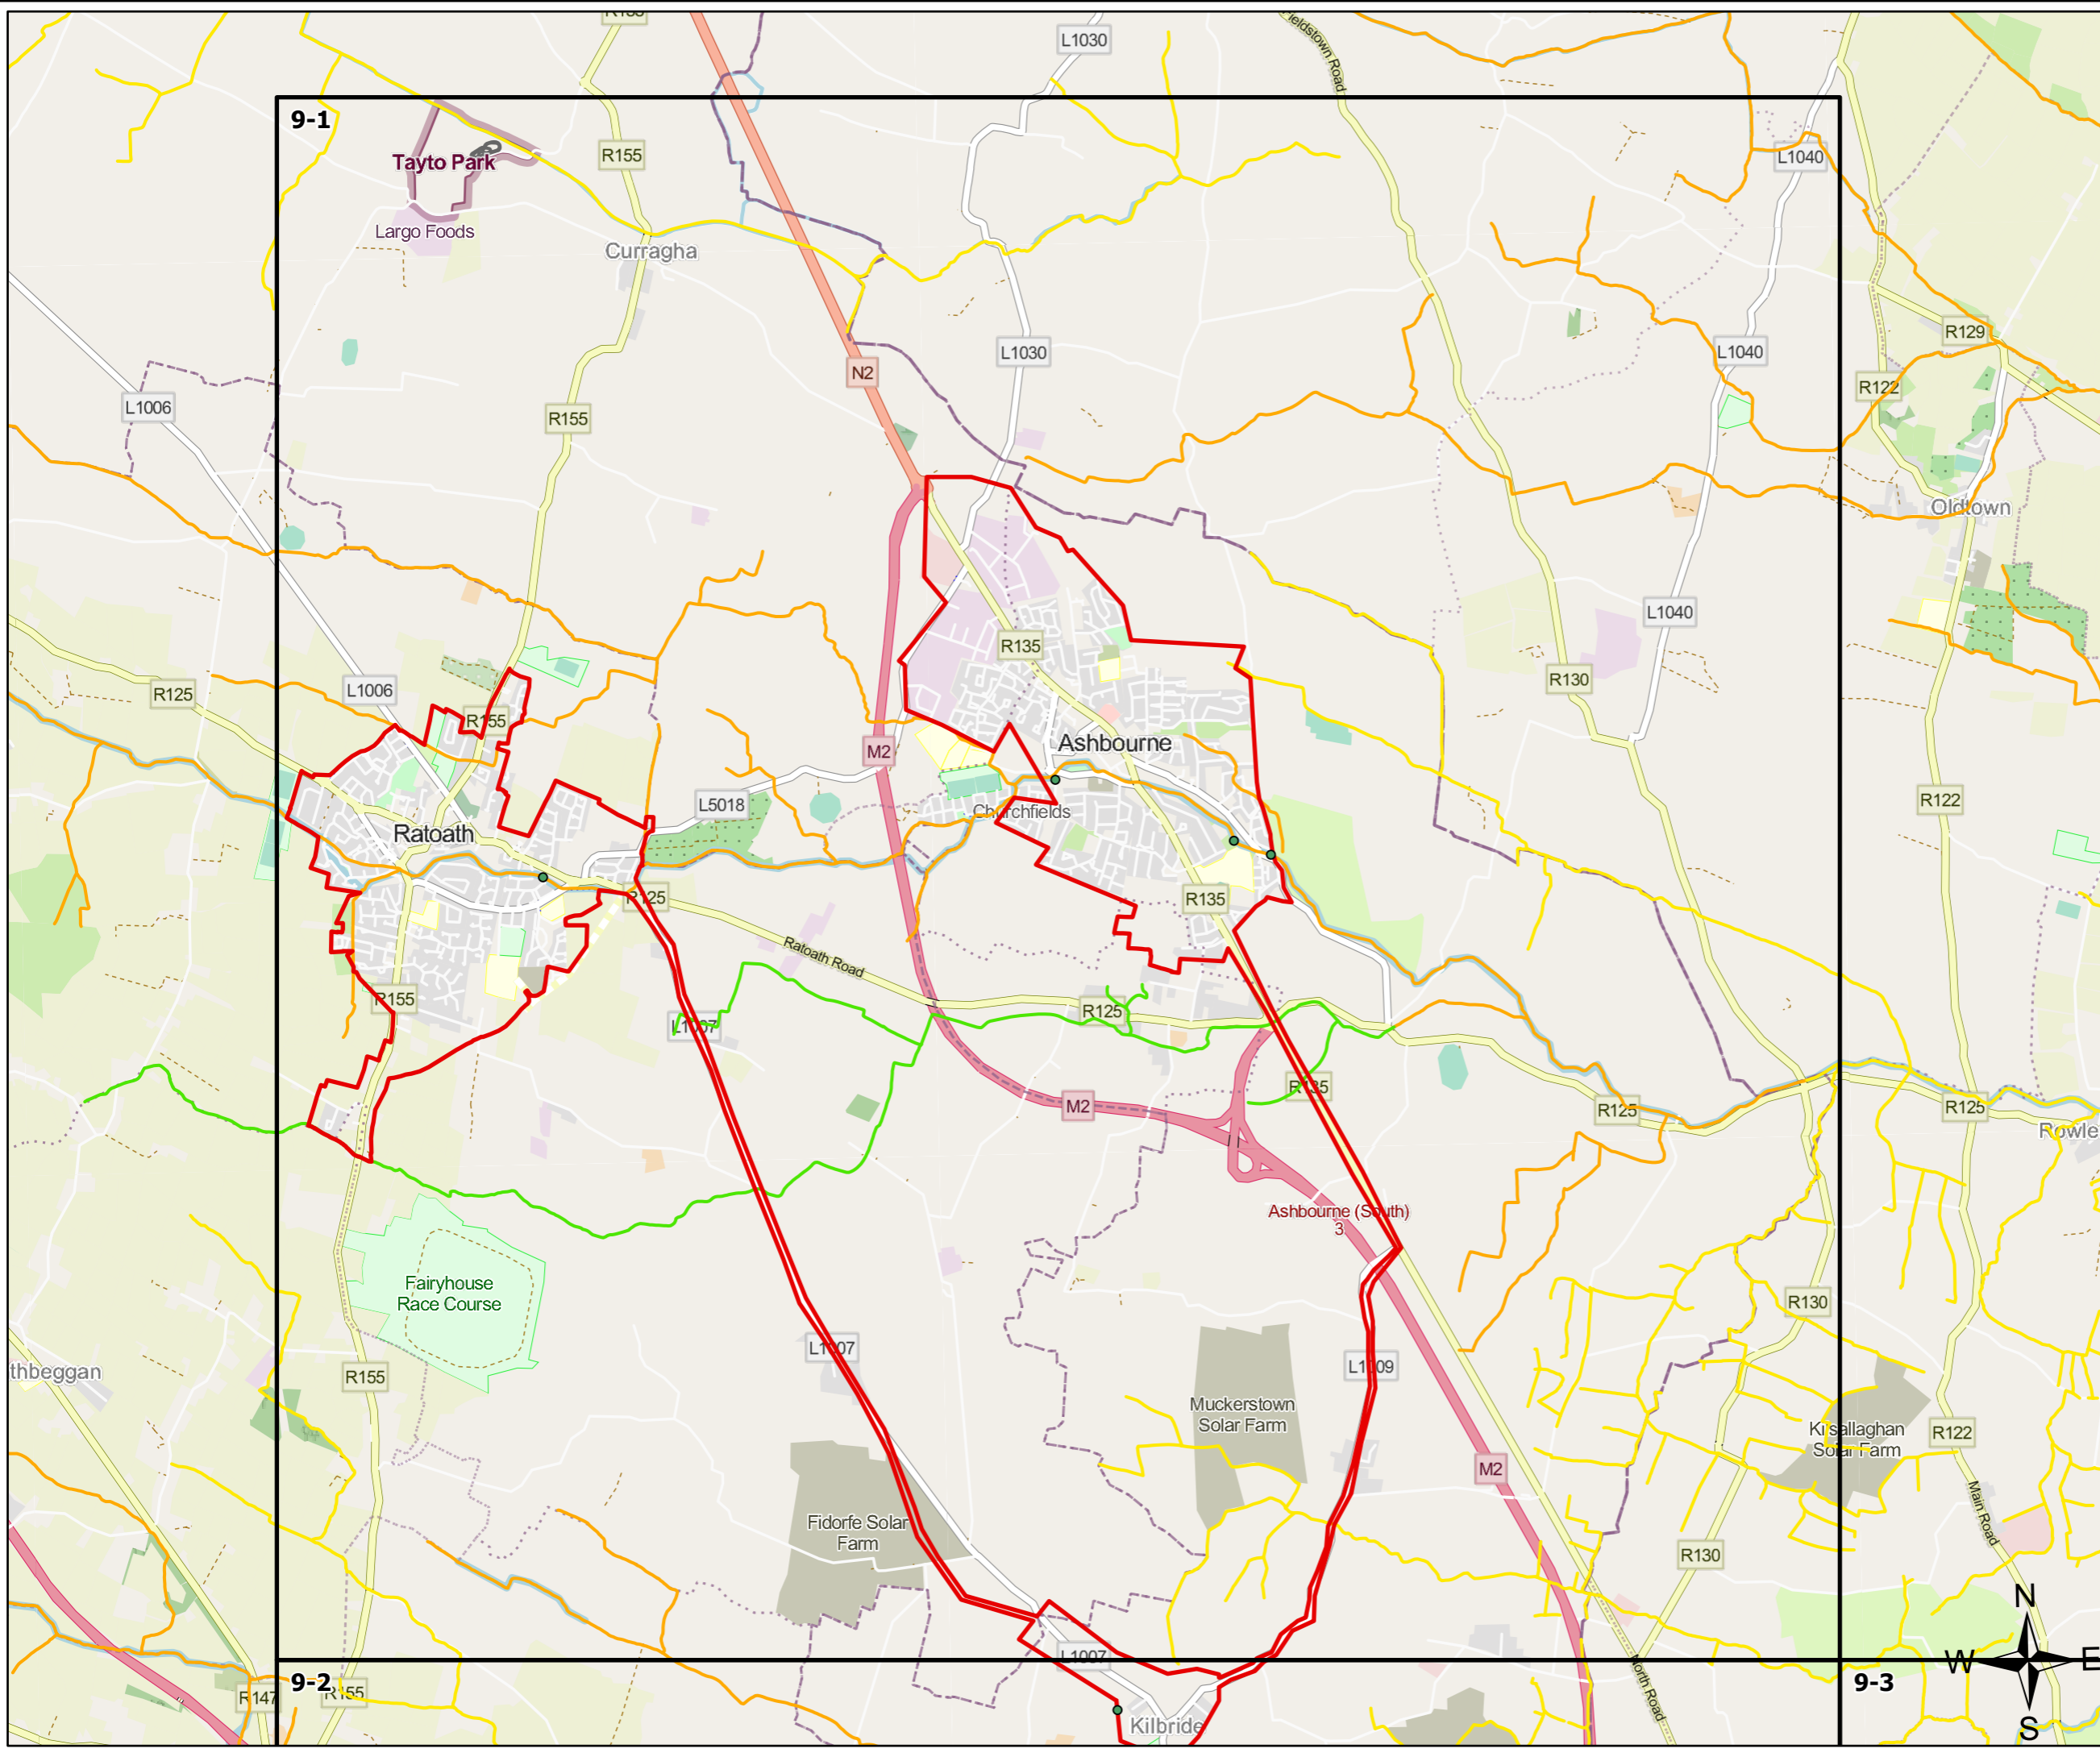 R155
L1030
Fieldstown Road
9-1
Tayto Park
R155
L1040
Largo Foods
Curragha
R129
L1030
L1040
N2
R122
L1006
R155
Oldtown
L1040
R135
R130
R125
L1006
R155
Ashbourne
M2
R122
L5018
Churchfields
Ratoath
R125
R135
Ratoath Road
R155
R125
L1007
R135
M2
R125
R125
Rowle
Ashbourne (South)
3
Fairyhouse
Race Course
R130
L1007
L1009
thbeggan
R155
Muckerstown
Solar Farm
Kilsallaghan
Solar Farm
R122
M2
Main Road
Fidorfe Solar
Farm
R130
N
L1007
W
E
9-2
9-3
R147
R155
North Road
Kilbride
S